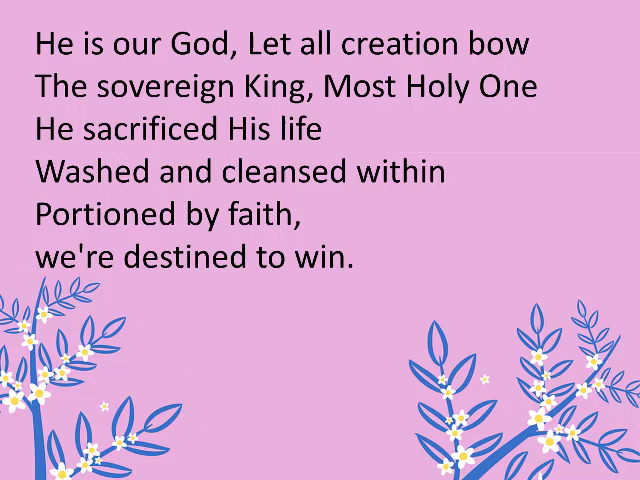 He is our God, Let all creation bow
The sovereign King, Most Holy One
He sacrificed His life
Washed and cleansed within
Portioned by faith,
we're destined to win.